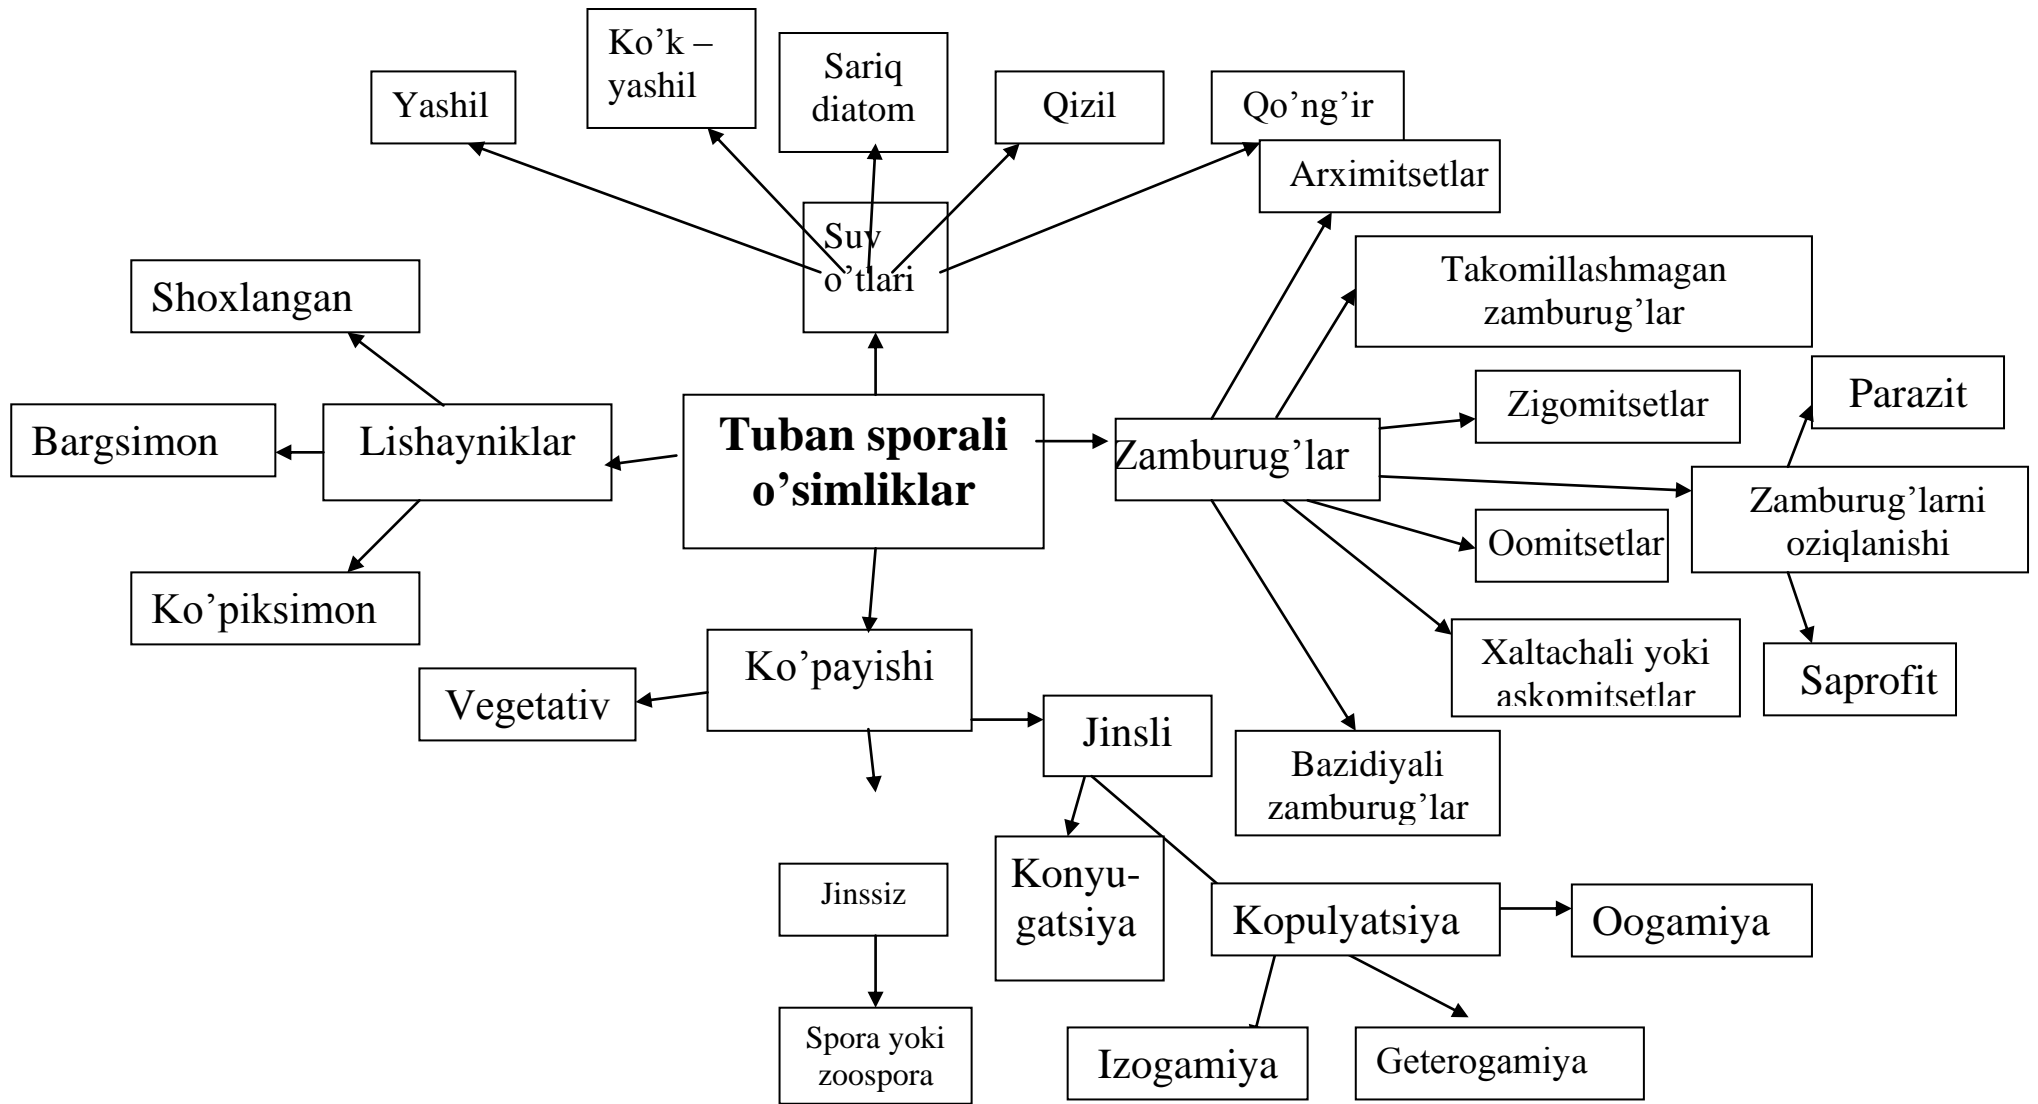 Ko’k –
yashil
Sariq
diatom
Yashil
Qizil
Qo’ng’ir
Arximitsetlar
Suv
o’tlari
Takomillashmagan
zamburug’lar
Shoxlangan
Parazit
Zigomitsetlar
Bargsimon
Lishayniklar
Tuban sporali
o’simliklar
Zamburug’lar
Zamburug’larni
oziqlanishi
Oomitsetlar
Ko’piksimon
Xaltachali yoki
askomitsetlar
Saprofit
Ko’payishi
Vegetativ
Jinsli
Bazidiyali
zamburug’lar
Jinssiz
Konyu-
gatsiya
Kopulyatsiya
Oogamiya
Spora yoki
zoospora
Izogamiya
Geterogamiya